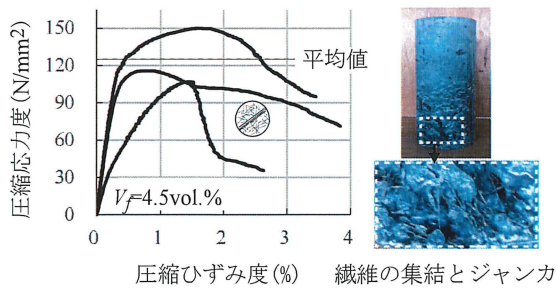 圧縮応力度(N/mm²)
150
120
90
60
30
0
平均値
Vf=4.5vol.%
0
1
2
3
4
圧縮ひずみ度(%)
繊維の集結とジャンカ